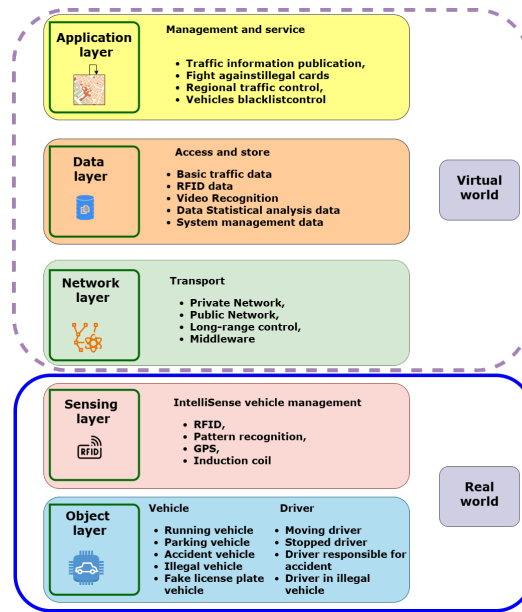 Application
layer
Management and service
• Traffic information publication,
• Fight againstillegal cards
• Regional traffic control,
• Vehicles blacklistcontrol
Data
layer
Access and store
• Basic traffic data
• RFID data
• Video Recognition
• Data Statistical analysis data
• System management data
Virtual
world
Network
layer
Transport
• Private Network,
• Public Network,
• Long-range control,
• Middleware
Sensing
layer
RFID
IntelliSense vehicle management
• RFID,
• Pattern recognition,
• GPS,
• Induction coil
Real
world
Object
layer
Vehicle
• Running vehicle
• Parking vehicle
• Accident vehicle
• Illegal vehicle
• Fake license plate
vehicle
Driver
• Moving driver
• Stopped driver
• Driver responsible for
accident
• Driver in illegal
vehicle